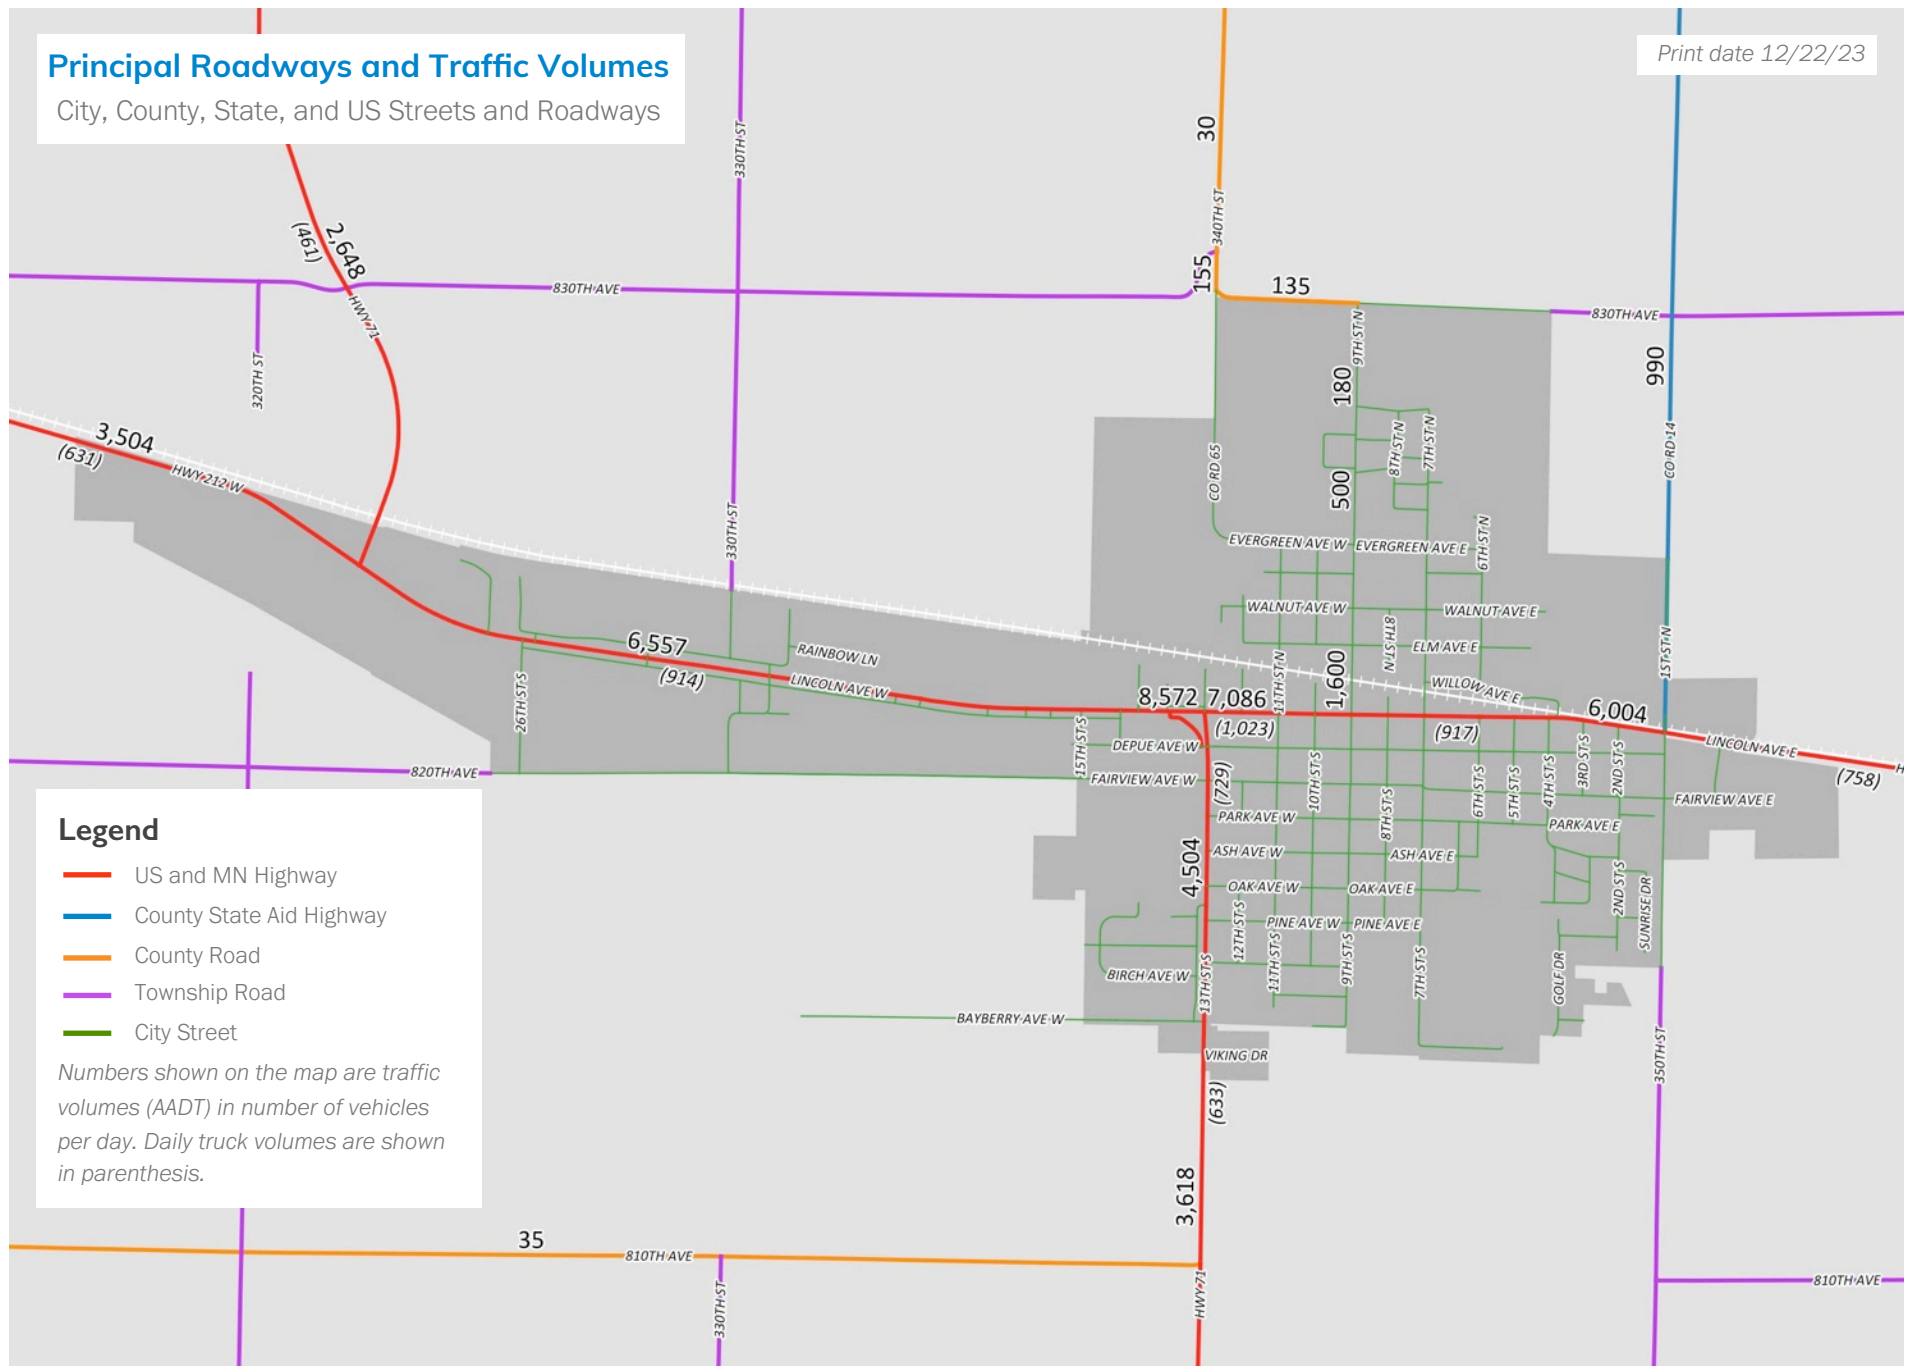 Principal Roadways and Traffic Volumes
City, County, State, and US Streets and Roadways
Print date 12/22/23
330TH ST
30
340TH ST
(461)
2,648
HWY 71
830TH AVE
155
135
830TH AVE
320TH ST
9TH ST N
180
990
3,504
(631)
HWY 212 W
CO RD 65
500
8TH ST N
7TH ST N
CO RD 14
330TH ST
EVERGREEN AVE W
EVERGREEN AVE E
6TH ST N
WALNUT AVE W
WALNUT AVE E
8TH ST N
ELM AVE E
1ST ST N
6,557
(914)
RAINBOW LN
LINCOLN AVE W
26TH ST S
8,572
7,086
(1,023)
11TH ST N
1,600
WILLOW AVE E
(917)
6,004
LINCOLN AVE E
(758)
H
15TH ST S
DEPUE AVE W
FAIRVIEW AVE W
820TH AVE
(729)
10TH ST S
8TH ST S
6TH ST S
5TH ST S
4TH ST S
3RD ST S
2ND ST S
FAIRVIEW AVE E
PARK AVE W
PARK AVE E
4,504
ASH AVE W
ASH AVE E
OAK AVE W
OAK AVE E
2ND ST S
SUNRISE DR
12TH ST S
PINE AVE W
PINE AVE E
11TH ST S
9TH ST S
7TH ST S
GOLF DR
BIRCH AVE W
13TH ST S
BAYBERRY AVE W
VIKING DR
(633)
350TH ST
3,618
HWY 71
35
810TH AVE
330TH ST
810TH AVE
Legend
US and MN Highway
County State Aid Highway
County Road
Township Road
City Street
Numbers shown on the map are traffic
volumes (AADT) in number of vehicles
per day. Daily truck volumes are shown
in parenthesis.